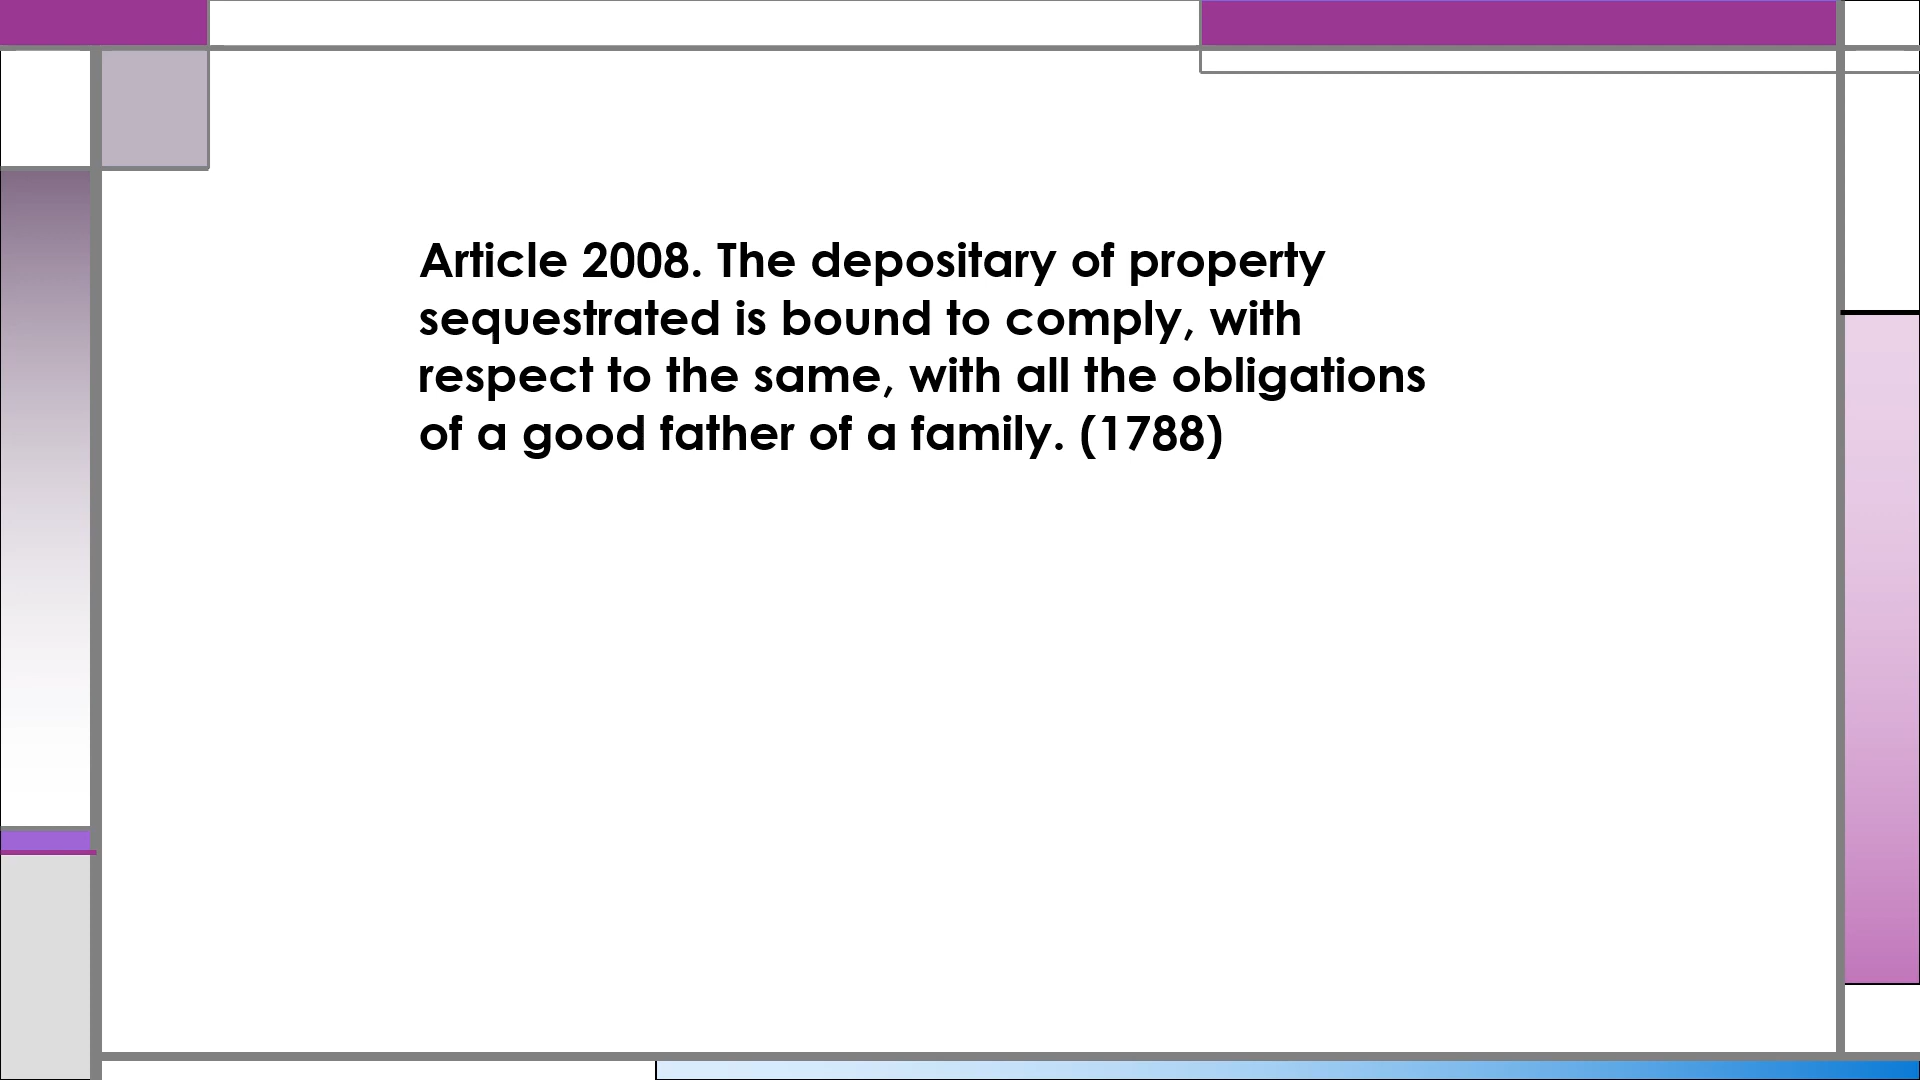 Article 2008. The depositary of property
sequestrated is bound to comply, with
respect to the same, with all the obligations
of a good father of a family. (1788)